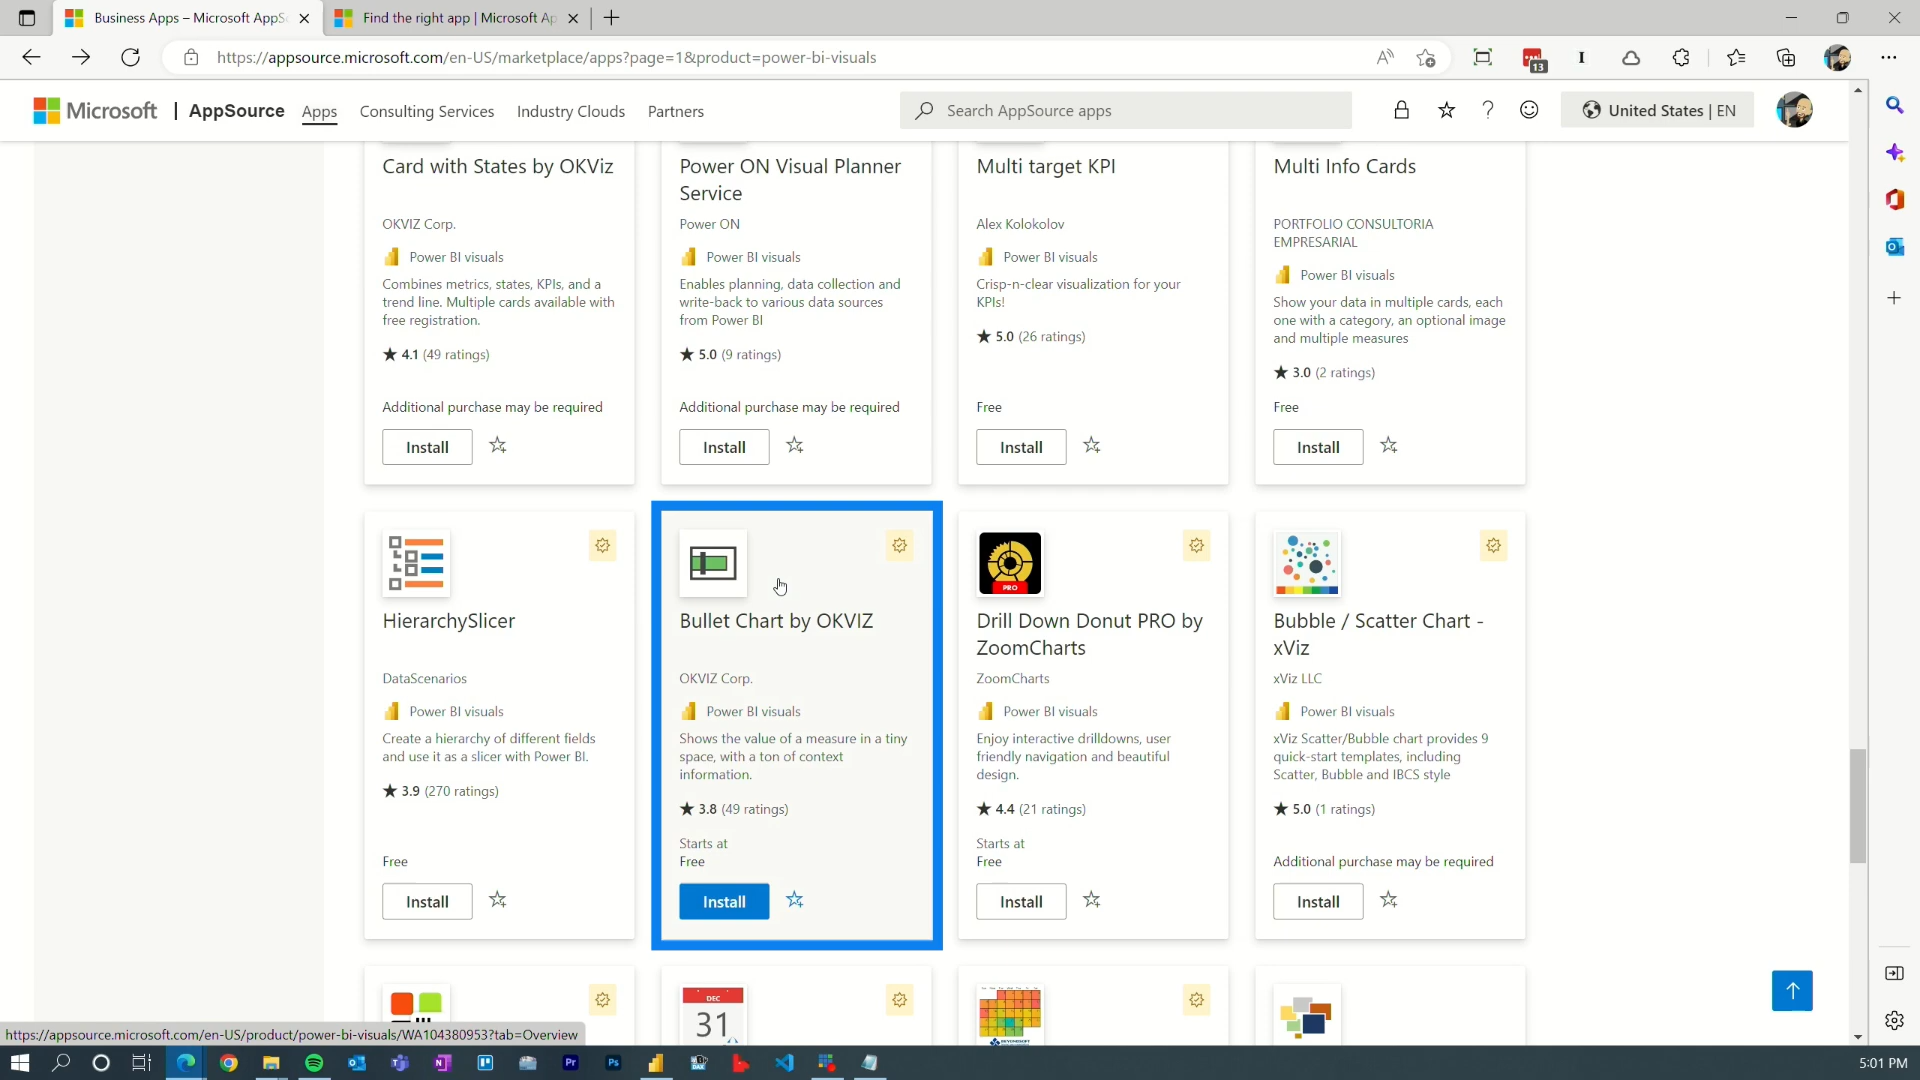 Business Apps – Microsoft AppS
Find the right app | Microsoft Ap
https://appsource.microsoft.com/en-US/marketplace/apps?page=1&product=power-bi-visuals
13
Microsoft | AppSource
Apps
Consulting Services
Industry Clouds
Partners
Search AppSource apps
United States | EN
Card with States by OKViz
OKVIZ Corp.
Power BI visuals
Combines metrics, states, KPIs, and a
trend line. Multiple cards available with
free registration.
4.1 (49 ratings)
Additional purchase may be required
Install
Power ON Visual Planner
Service
Power ON
Power BI visuals
Enables planning, data collection and
write-back to various data sources
from Power BI
5.0 (9 ratings)
Additional purchase may be required
Install
Multi target KPI
Alex Kolokolov
Power BI visuals
Crisp-n-clear visualization for your
KPIs!
5.0 (26 ratings)
Free
Install
Multi Info Cards
PORTFOLIO CONSULTORIA
EMPRESARIAL
Power BI visuals
Show your data in multiple cards, each
one with a category, an optional image
and multiple measures
3.0 (2 ratings)
Free
Install
HierarchySlicer
DataScenarios
Power BI visuals
Create a hierarchy of different fields
and use it as a slicer with Power BI.
3.9 (270 ratings)
Free
Install
Bullet Chart by OKVIZ
OKVIZ Corp.
Power BI visuals
Shows the value of a measure in a tiny
space, with a ton of context
information.
3.8 (49 ratings)
Starts at
Free
Install
PRO
Drill Down Donut PRO by
ZoomCharts
ZoomCharts
Power BI visuals
Enjoy interactive drilldowns, user
friendly navigation and beautiful
design.
4.4 (21 ratings)
Starts at
Free
Install
Bubble / Scatter Chart -
xViz
xViz LLC
Power BI visuals
xViz Scatter/Bubble chart provides 9
quick-start templates, including
Scatter, Bubble and IBCS style
5.0 (1 ratings)
Additional purchase may be required
Install
DEC
31
https://appsource.microsoft.com/en-US/product/power-bi-visuals/WA104380953?tab=Overview
5:01 PM